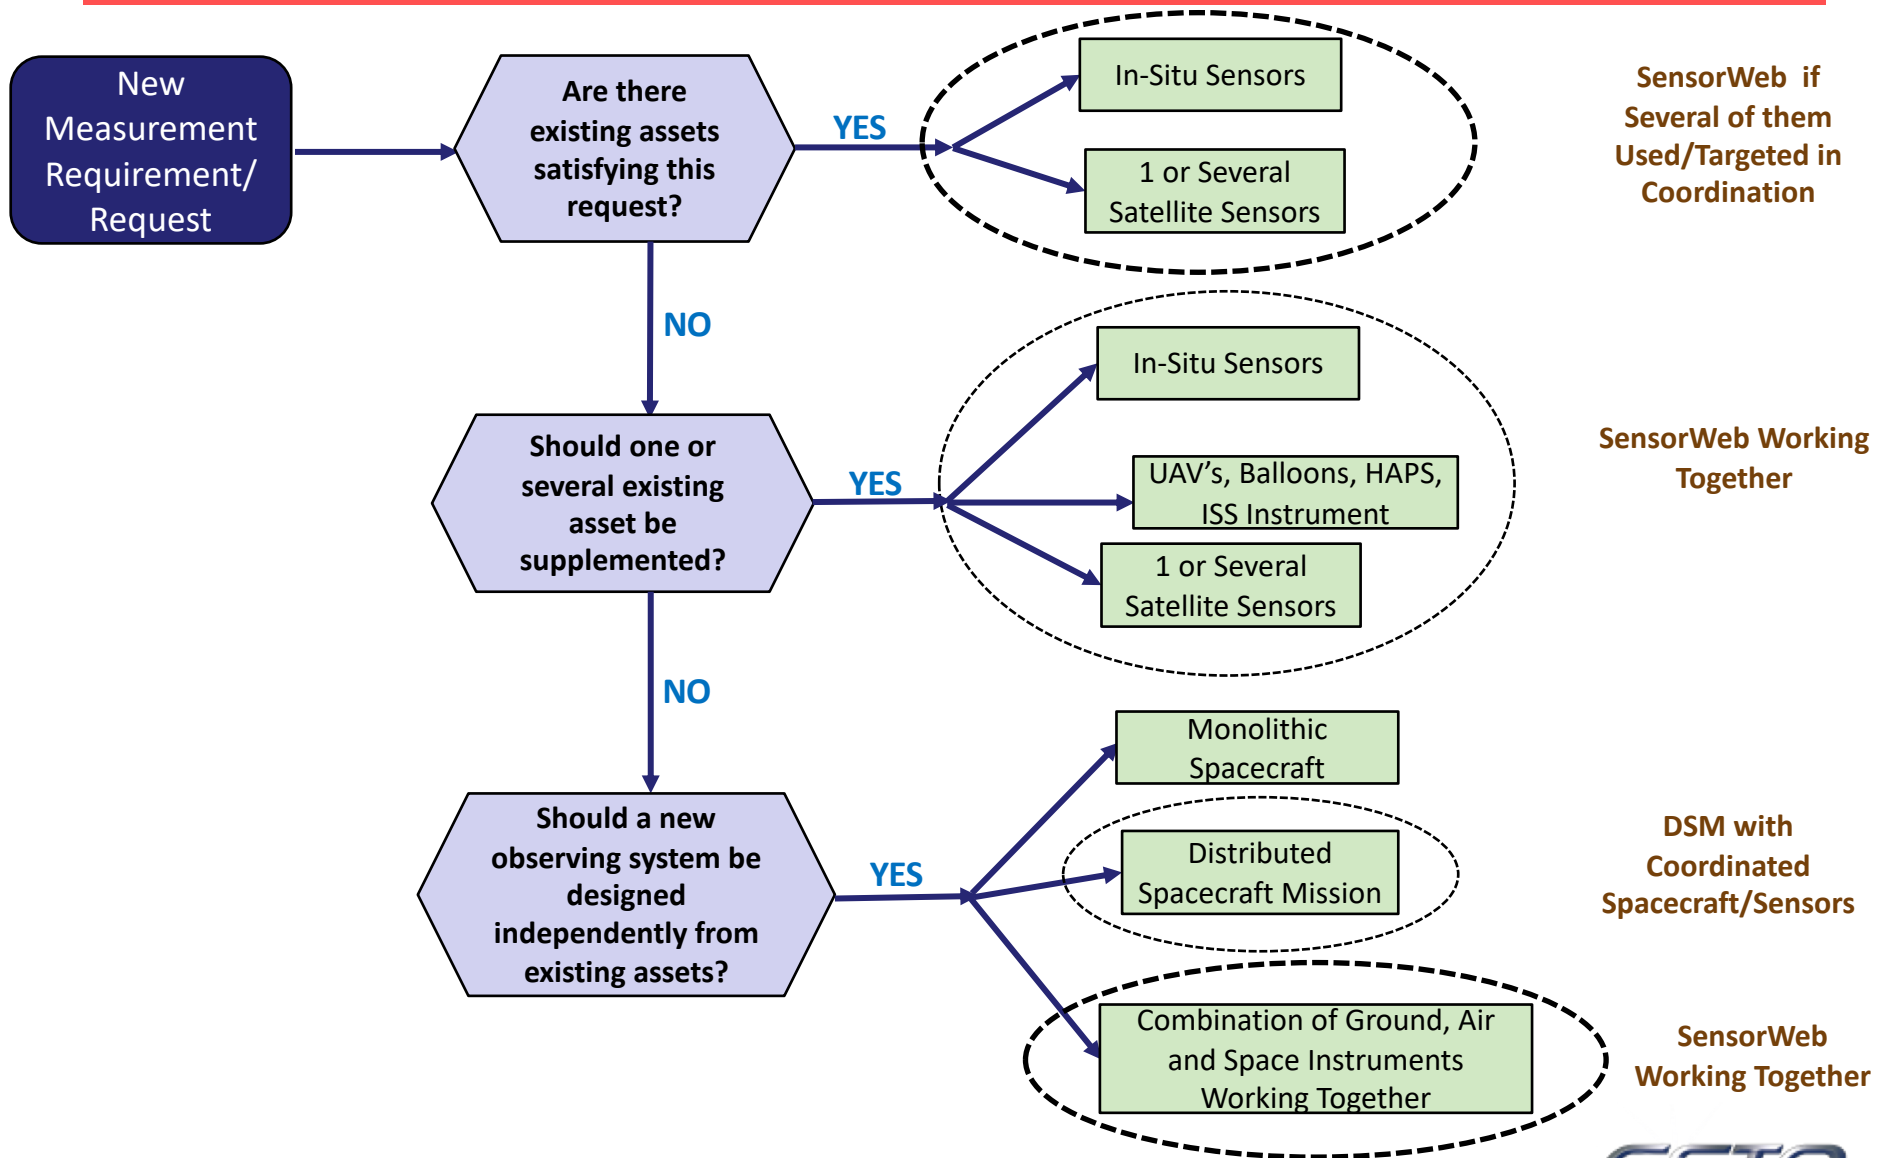 New
Measurement
Requirement/
Request
Are there
existing assets
satisfying this
request?
YES
In-Situ Sensors
1 or Several
Satellite Sensors
SensorWeb if
Several of them
Used/Targeted in
Coordination
NO
Should one or
several existing
asset be
supplemented?
YES
In-Situ Sensors
UAV's, Balloons, HAPS,
ISS Instrument
1 or Several
Satellite Sensors
SensorWeb Working
Together
NO
Should a new
observing system be
designed
independently from
existing assets?
YES
Monolithic
Spacecraft
Distributed
Spacecraft Mission
DSM with
Coordinated
Spacecraft/Sensors
Combination of Ground, Air
and Space Instruments
Working Together
SensorWeb
Working Together